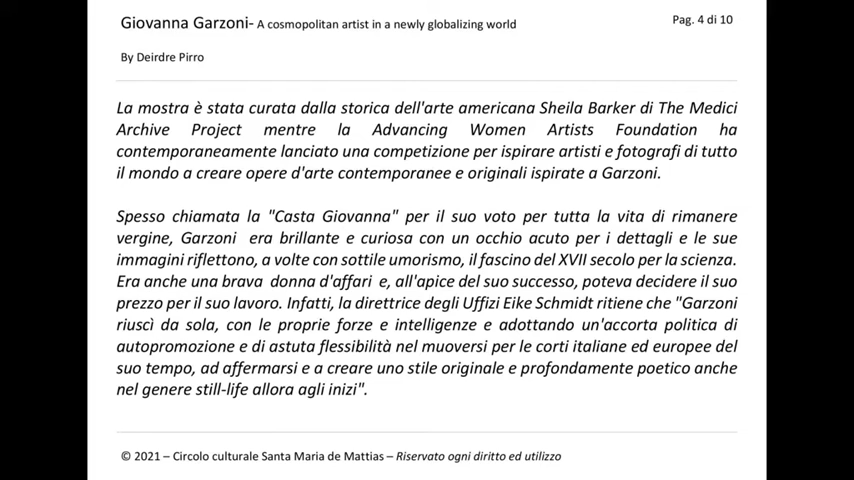 Giovanna Garzoni- A cosmopolitan artist in a newly globalizing world
Pag. 4 di 10
By Deirdre Pirro
La mostra è stata curata dalla storica dell'arte americana Sheila Barker di The Medici
Archive Project mentre la Advancing Women Artists Foundation ha
contemporaneamente lanciato una competizione per ispirare artisti e fotografi di tutto
il mondo a creare opere d'arte contemporanee e originali ispirate a Garzoni.
Spesso chiamata la "Casta Giovanna" per il suo voto per tutta la vita di rimanere
vergine, Garzoni era brillante e curiosa con un occhio acuto per i dettagli e le sue
immagini riflettono, a volte con sottile umorismo, il fascino del XVII secolo per la scienza.
Era anche una brava donna d'affari e, all'apice del suo successo, poteva decidere il suo
prezzo per il suo lavoro. Infatti, la direttrice degli Uffizi Eike Schmidt ritiene che "Garzoni
riuscì da sola, con le proprie forze e intelligenze e adottando un'accorta politica di
autopromozione e di astuta flessibilità nel muoversi per le corti italiane ed europee del
suo tempo, ad affermarsi e a creare uno stile originale e profondamente poetico anche
nel genere still-life allora agli inizi".
© 2021 – Circolo culturale Santa Maria de Mattias – Riservato ogni diritto ed utilizzo